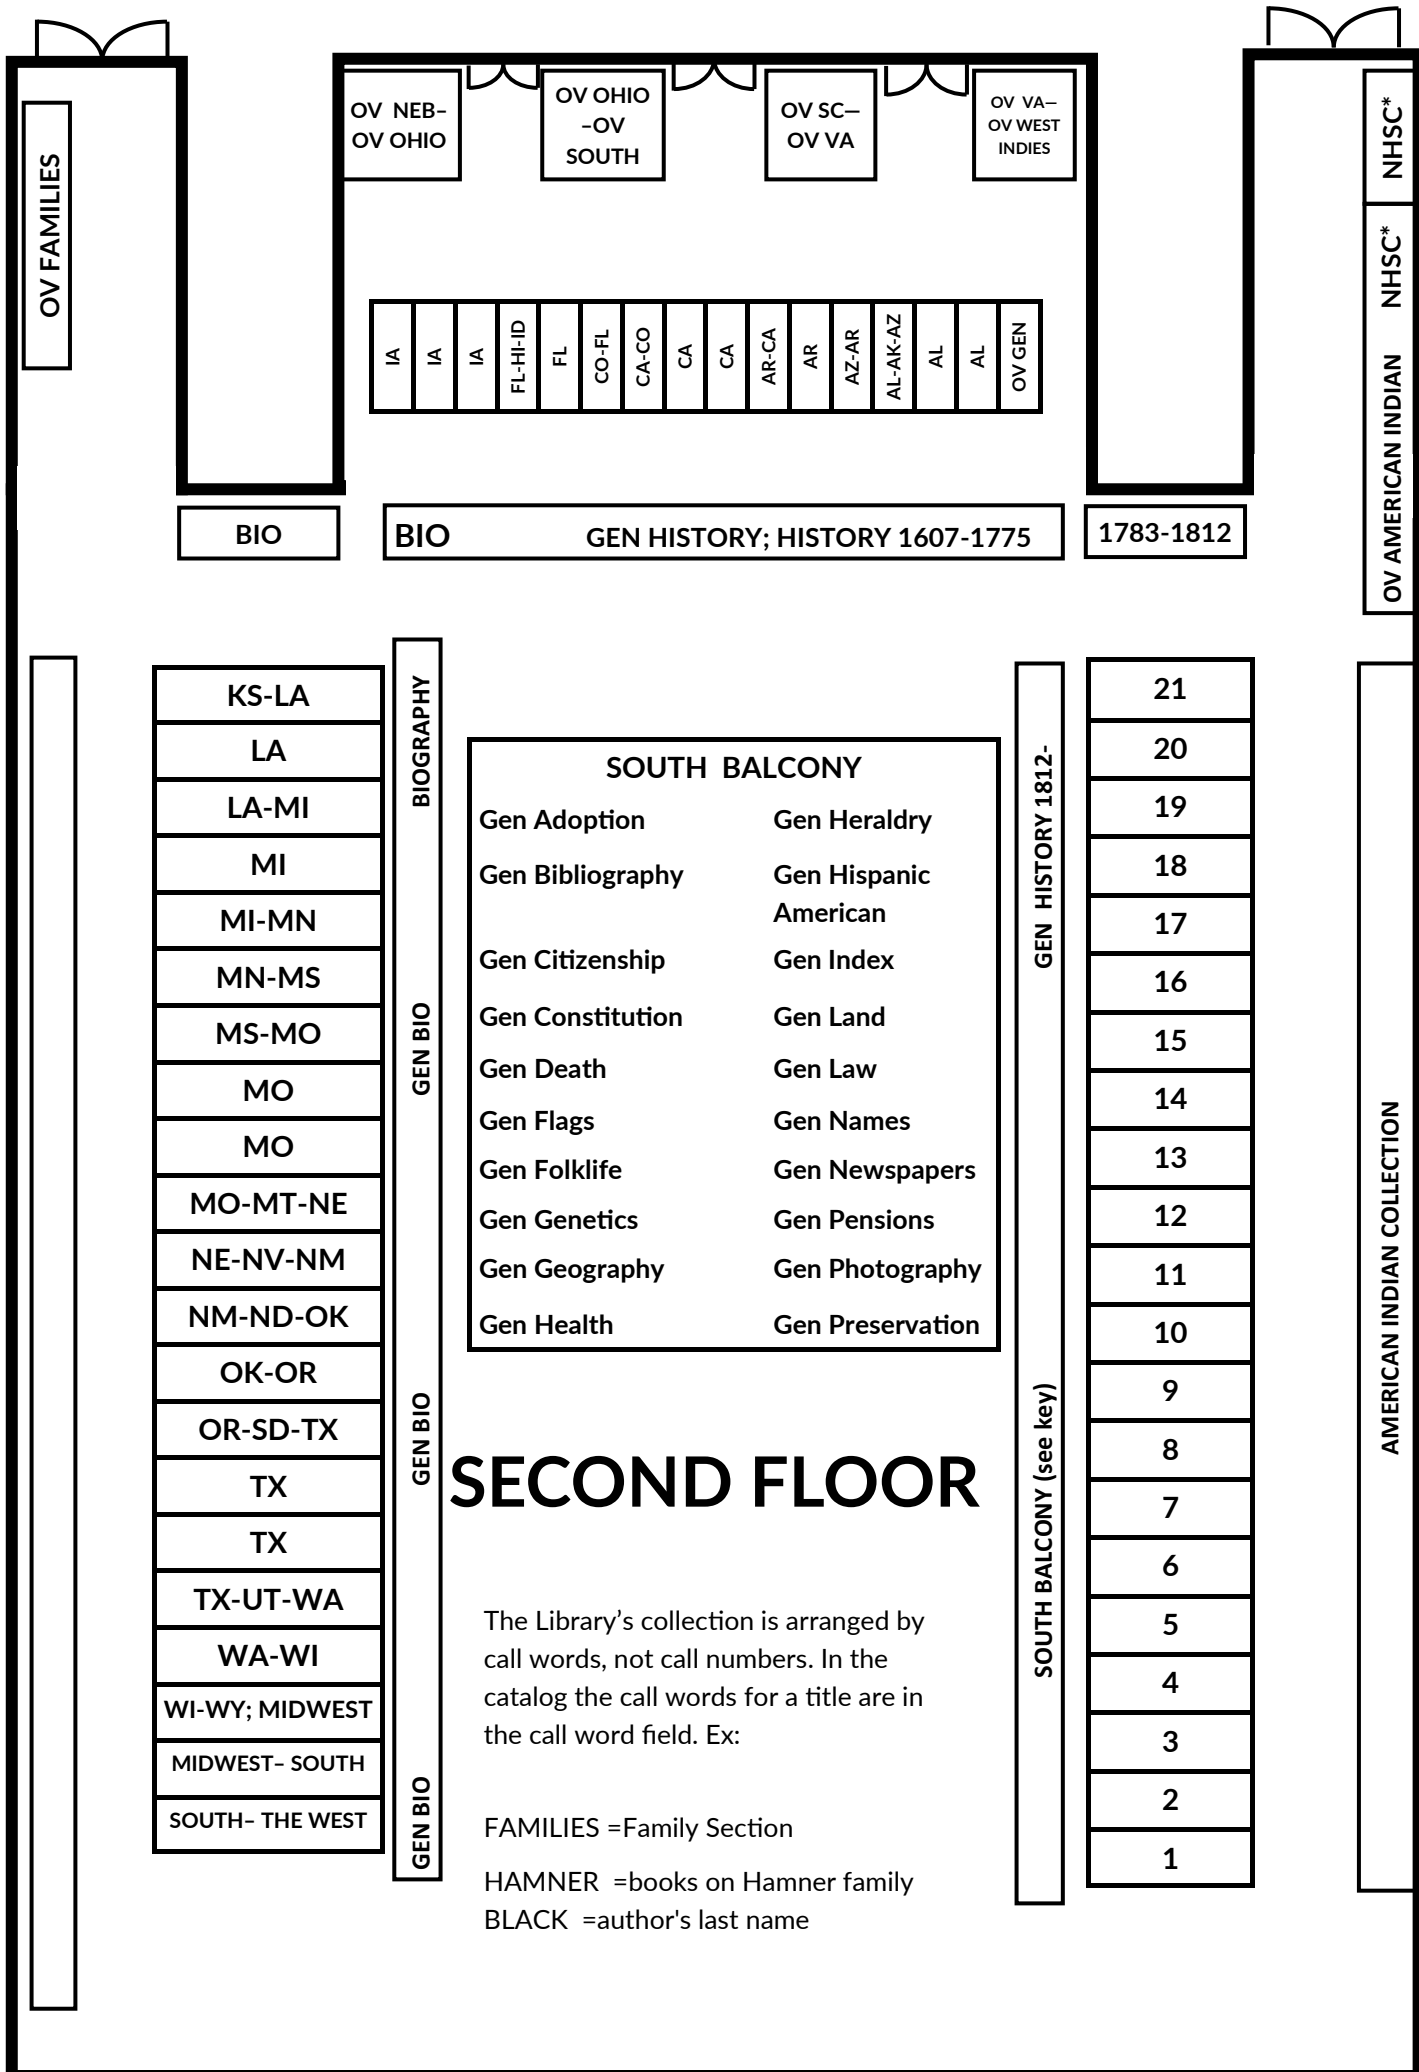 OV NEB–
OV OHIO
OV OHIO
–OV
SOUTH
OV SC—
OV VA
OV VA—
OV WEST
INDIES
OV FAMILIES
NHSC*
NHSC*
OV AMERICAN INDIAN
IA
IA
IA
FL-HI-ID
FL
CO-FL
CA-CO
CA
CA
AR-CA
AR
AZ-AR
AL-AK-AZ
AL
AL
OV GEN
BIO
BIO GEN HISTORY; HISTORY 1607-1775
1783-1812
KS-LA
LA
LA-MI
MI
MI-MN
MN-MS
MS-MO
MO
MO
MO-MT-NE
NE-NV-NM
NM-ND-OK
OK-OR
OR-SD-TX
TX
TX
TX-UT-WA
WA-WI
WI-WY; MIDWEST
MIDWEST– SOUTH
SOUTH– THE WEST
BIOGRAPHY
GEN BIO
GEN BIO
GEN BIO
SOUTH BALCONY
Gen Adoption
Gen Bibliography
Gen Citizenship
Gen Constitution
Gen Death
Gen Flags
Gen Folklife
Gen Genetics
Gen Geography
Gen Health
Gen Heraldry
Gen Hispanic
American
Gen Index
Gen Land
Gen Law
Gen Names
Gen Newspapers
Gen Pensions
Gen Photography
Gen Preservation
SECOND FLOOR
The Library’s collection is arranged by
call words, not call numbers. In the
catalog the call words for a title are in
the call word field. Ex:
FAMILIES =Family Section
HAMNER =books on Hamner family
BLACK =author's last name
GEN HISTORY 1812-
SOUTH BALCONY (see key)
21
20
19
18
17
16
15
14
13
12
11
10
9
8
7
6
5
4
3
2
1
AMERICAN INDIAN COLLECTION